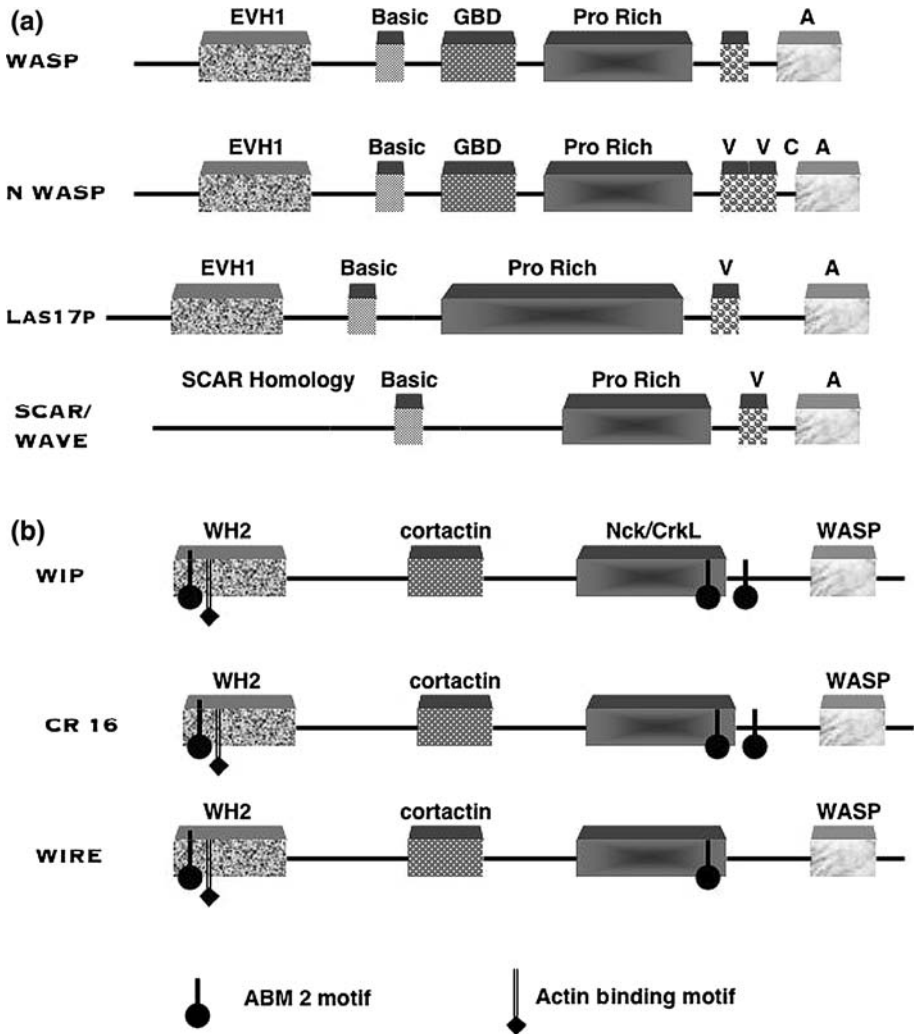 (a)
EVH1 Basic GBD Pro Rich A
WASP
EVH1 Basic GBD Pro Rich V V C A
N WASP
EVH1 Basic Pro Rich V A
LAS17P
SCAR Homology Basic Pro Rich V A
SCAR/
WAVE
(b)
WH2 cortactin Nck/CrkL WASP
WIP
WH2 cortactin WASP
CR 16
WH2 cortactin WASP
WIRE
ABM 2 motif Actin binding motif